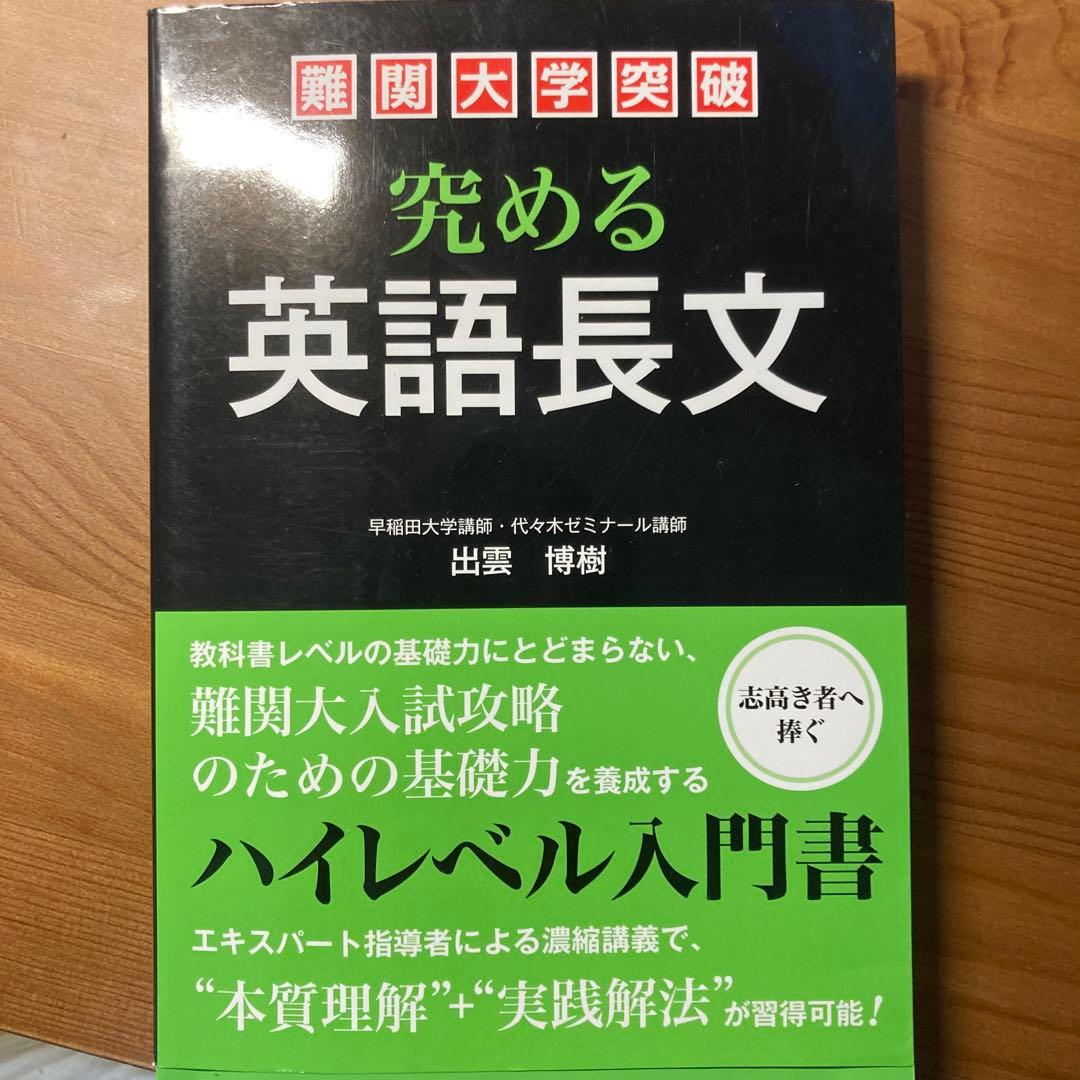 難関大学突破
究める
英語長文
早稲田大学講師・代々木ゼミナール講師
出雲 博樹
教科書レベルの基礎力にとどまらない、
難関大入試攻略
のための基礎力を養成する
志高き者へ
捧ぐ
ハイレベル入門書
エキスパート指導者による濃縮講義で、
“本質理解”+“実践解法”が習得可能!